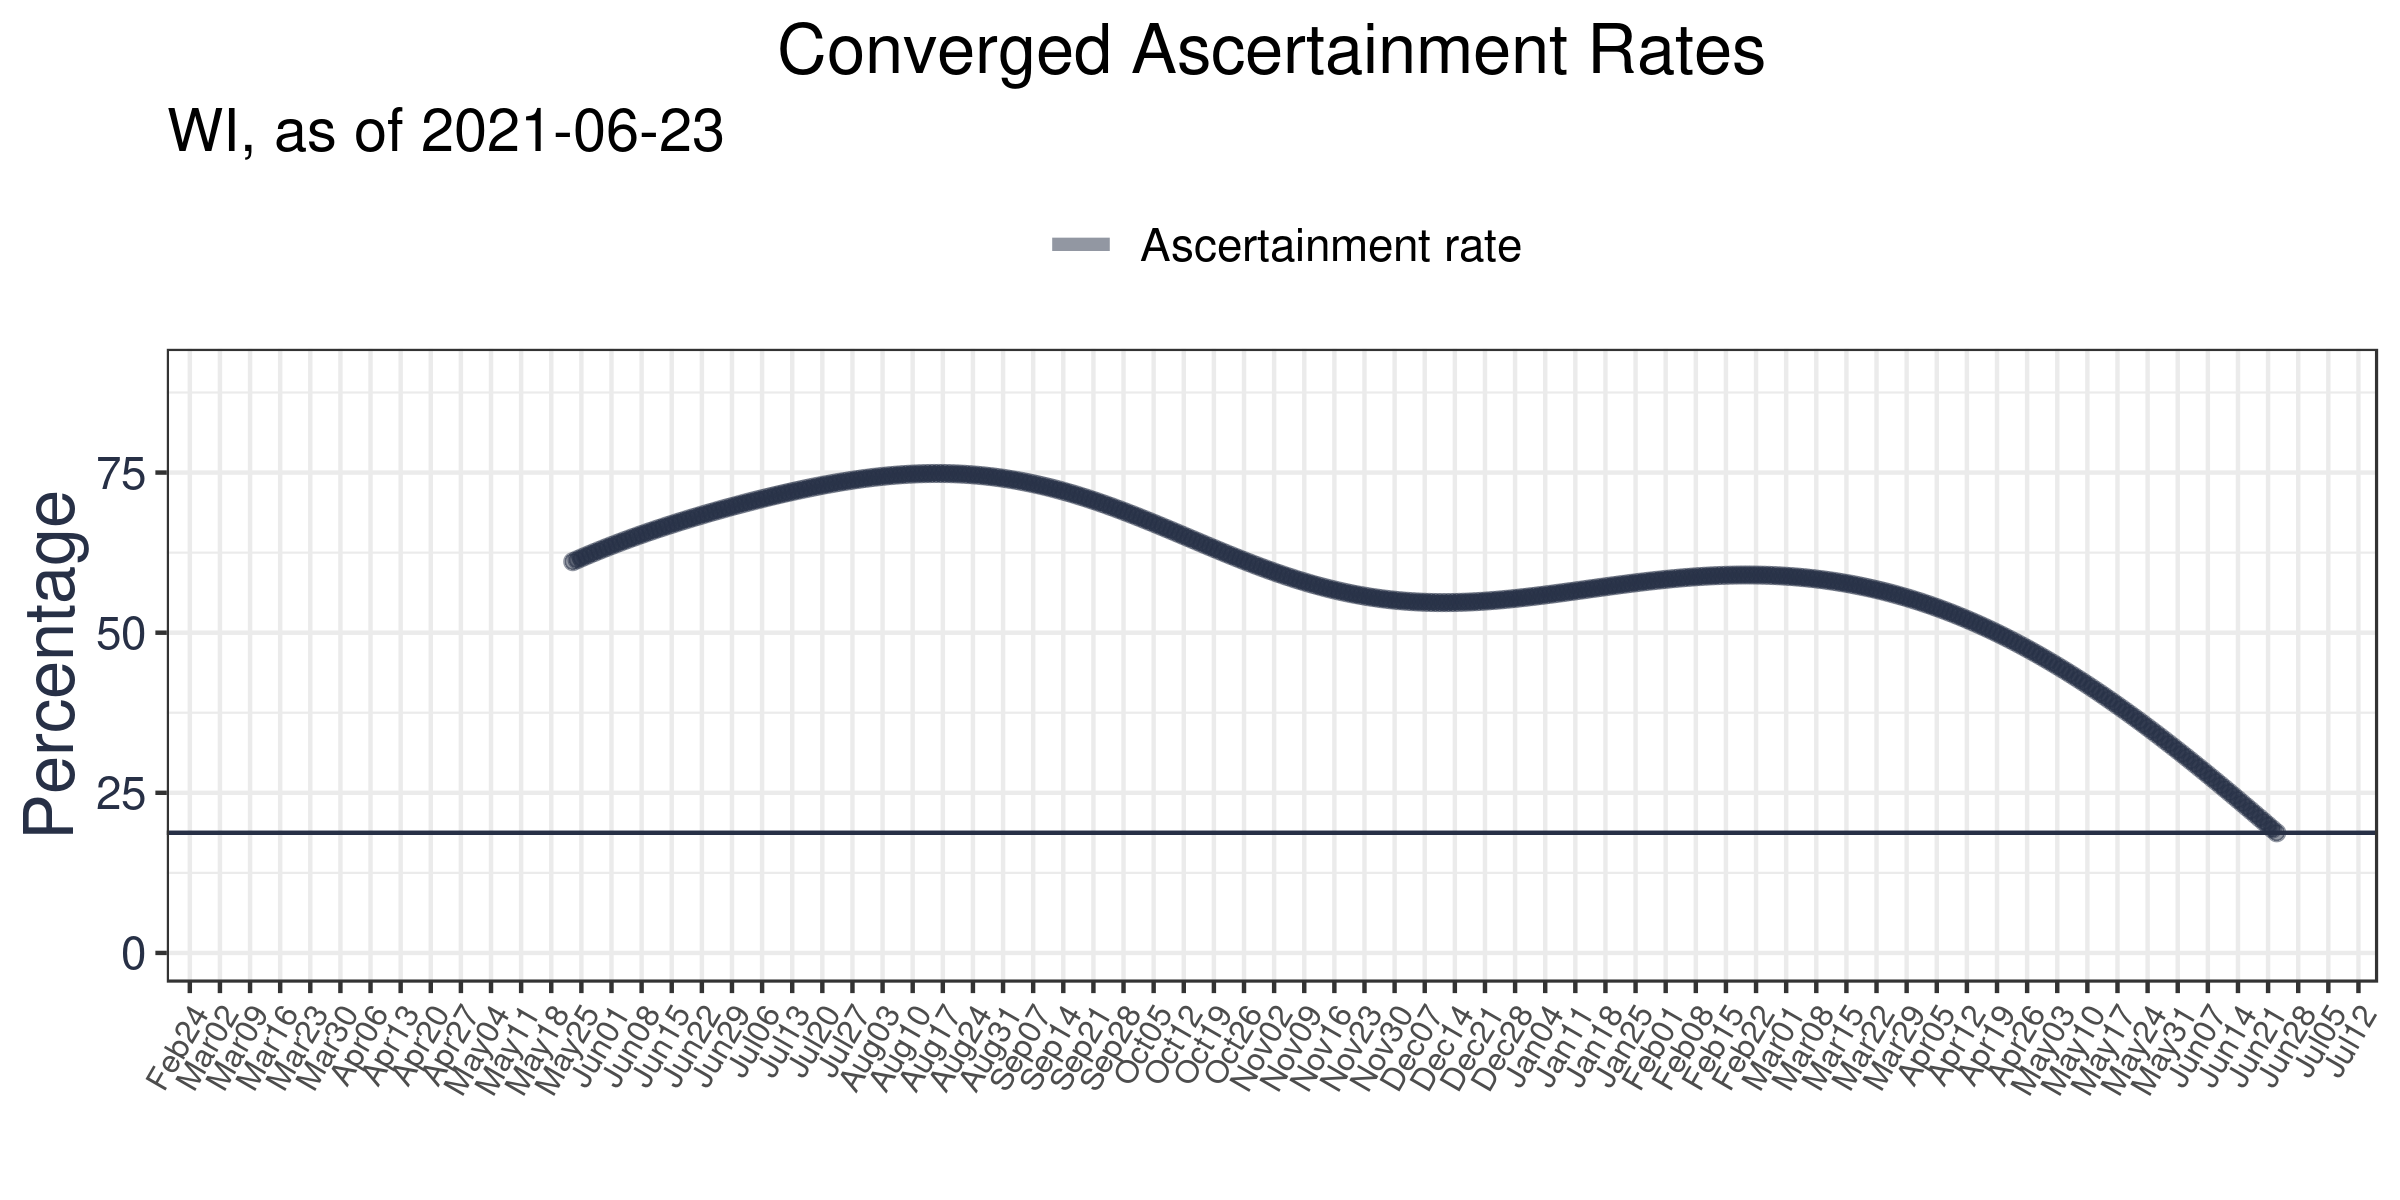 Converged Ascertainment Rates
WI, as of 2021-06-23
Ascertainment rate
Percentage
75
50
25
0
Feb24
Mar02
Mar09
Mar16
Mar23
Mar30
Apr06
Apr13
Apr20
Apr27
May04
May11
May18
May25
Jun01
Jun08
Jun15
Jun22
Jun29
Jul06
Jul13
Jul20
Jul27
Aug03
Aug10
Aug17
Aug24
Aug31
Sep07
Sep14
Sep21
Sep28
Oct05
Oct12
Oct19
Oct26
Nov02
Nov09
Nov16
Nov23
Nov30
Dec07
Dec14
Dec21
Dec28
Jan04
Jan11
Jan18
Jan25
Feb01
Feb08
Feb15
Feb22
Mar01
Mar08
Mar15
Mar22
Mar29
Apr05
Apr12
Apr19
Apr26
May03
May10
May17
May24
May31
Jun07
Jun14
Jun21
Jun28
Jul05
Jul12